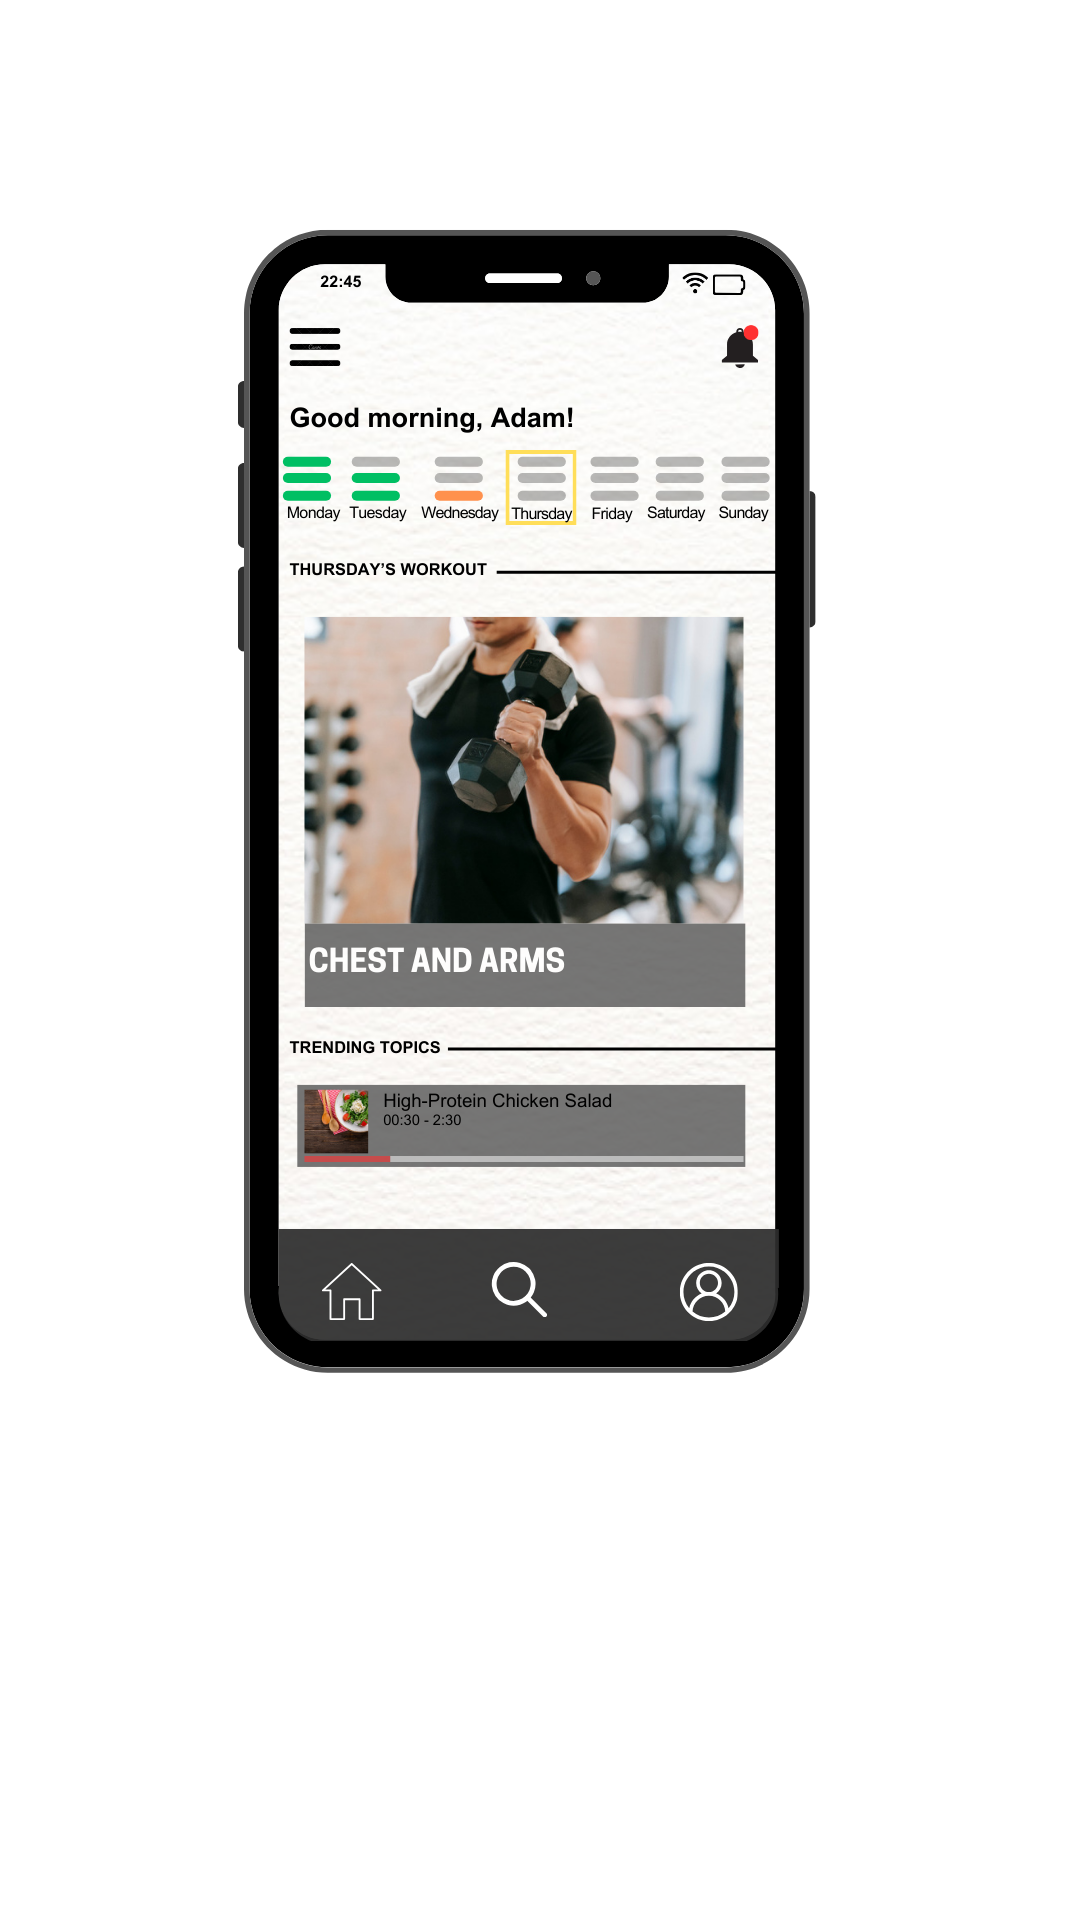 22:45
Good morning, Adam!
Monday Tuesday Wednesday Thursday Friday Saturday Sunday
THURSDAY'S WORKOUT
CHEST AND ARMS
TRENDING TOPICS
High-Protein Chicken Salad
00:30 - 2:30